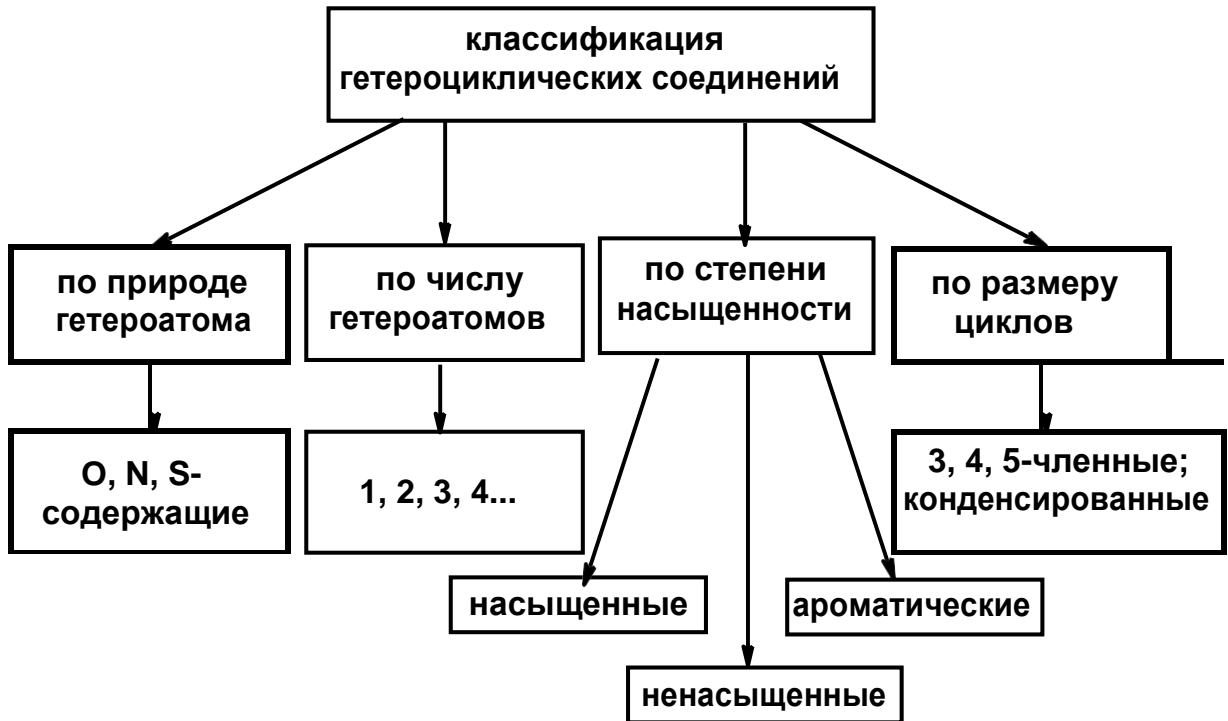 классификация
гетероциклических соединений
по природе
гетероатома
по числу
гетероатомов
по степени
насыщенности
по размеру
циклов
O, N, S-
содержащие
1, 2, 3, 4...
3, 4, 5-членные;
конденсированные
насыщенные
ароматические
ненасыщенные